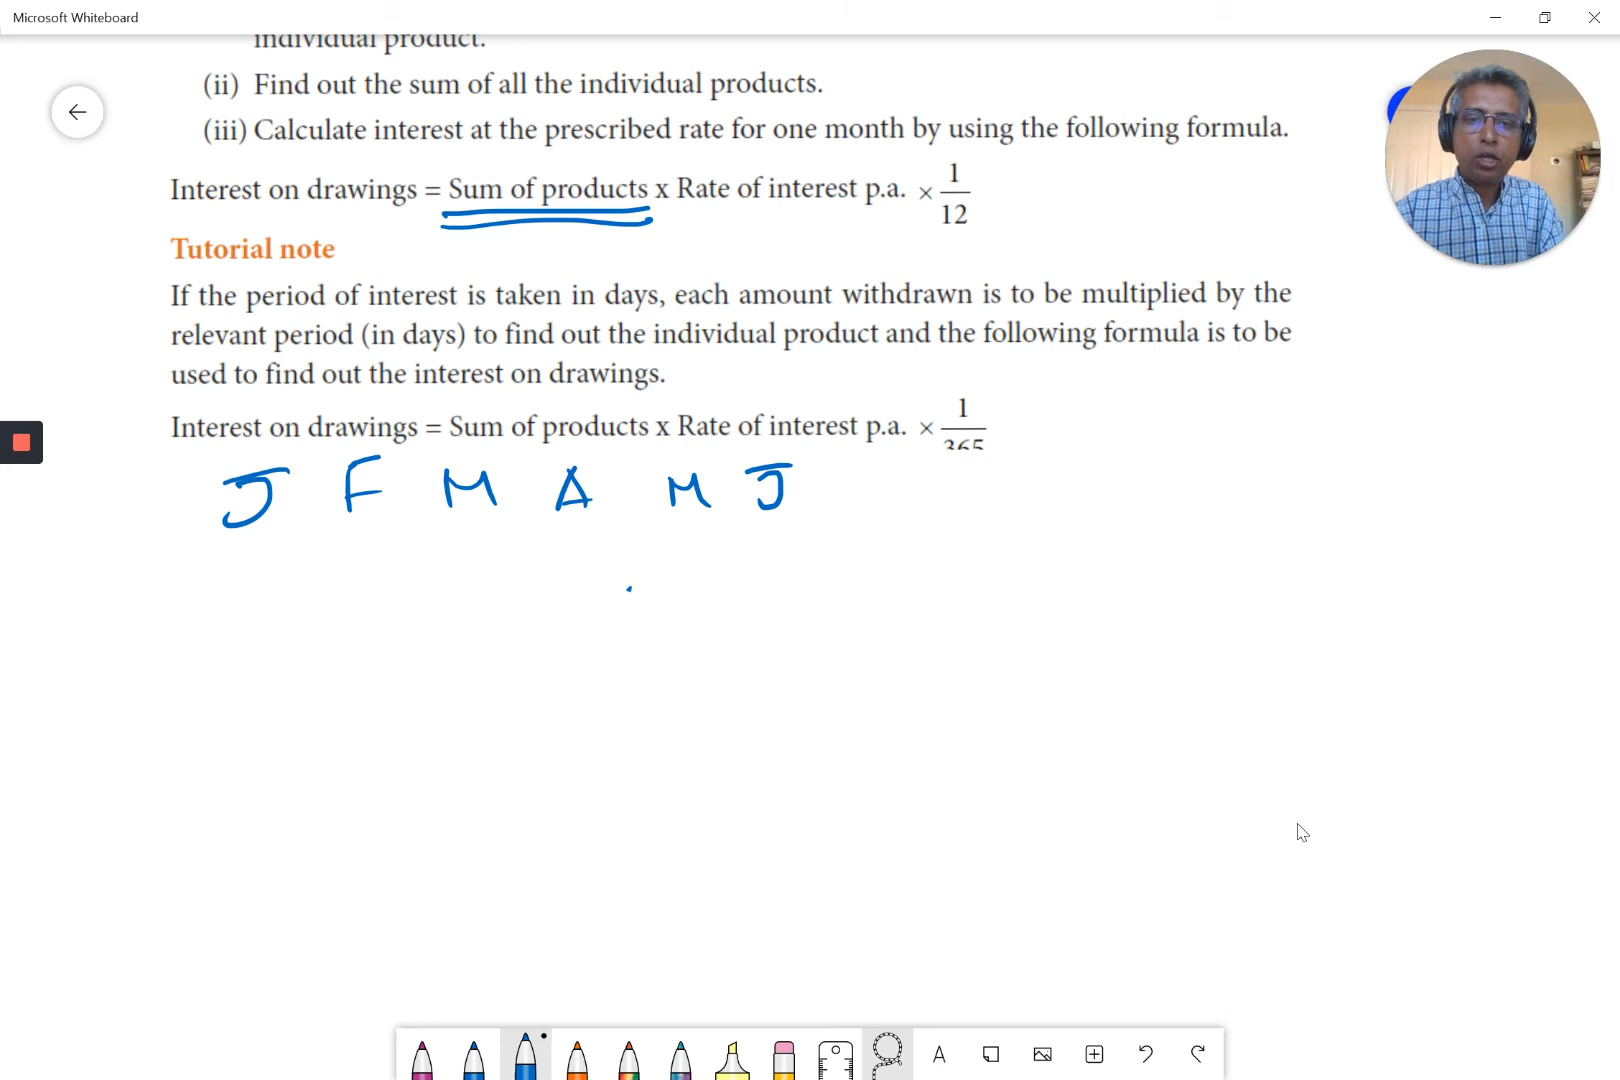 Microsoft Whiteboard
individual product.
(ii) Find out the sum of all the individual products.
(iii) Calculate interest at the prescribed rate for one month by using the following formula.
Interest on drawings = Sum of products x Rate of interest p.a. × 1/12
Tutorial note
If the period of interest is taken in days, each amount withdrawn is to be multiplied by the
relevant period (in days) to find out the individual product and the following formula is to be
used to find out the interest on drawings.
Interest on drawings = Sum of products x Rate of interest p.a. × 1/365
J F M A M J
A